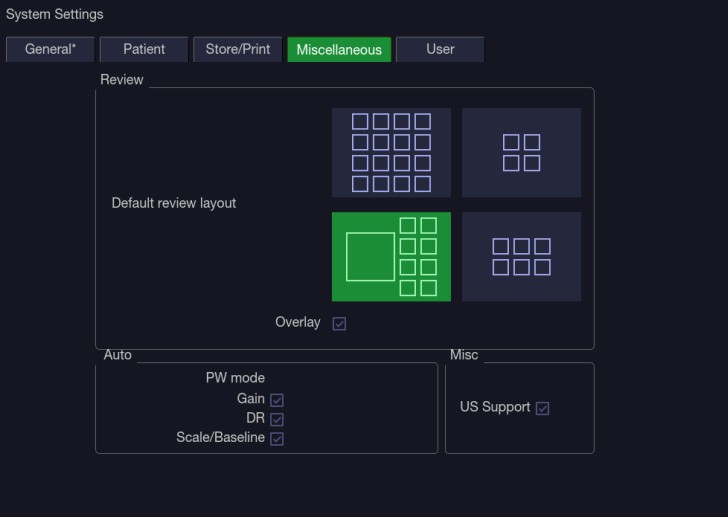 System Settings
General* Patient Store/Print Miscellaneous User
Review
Default review layout
Overlay
Auto
PW mode
Gain
DR
Scale/Baseline
Misc
US Support